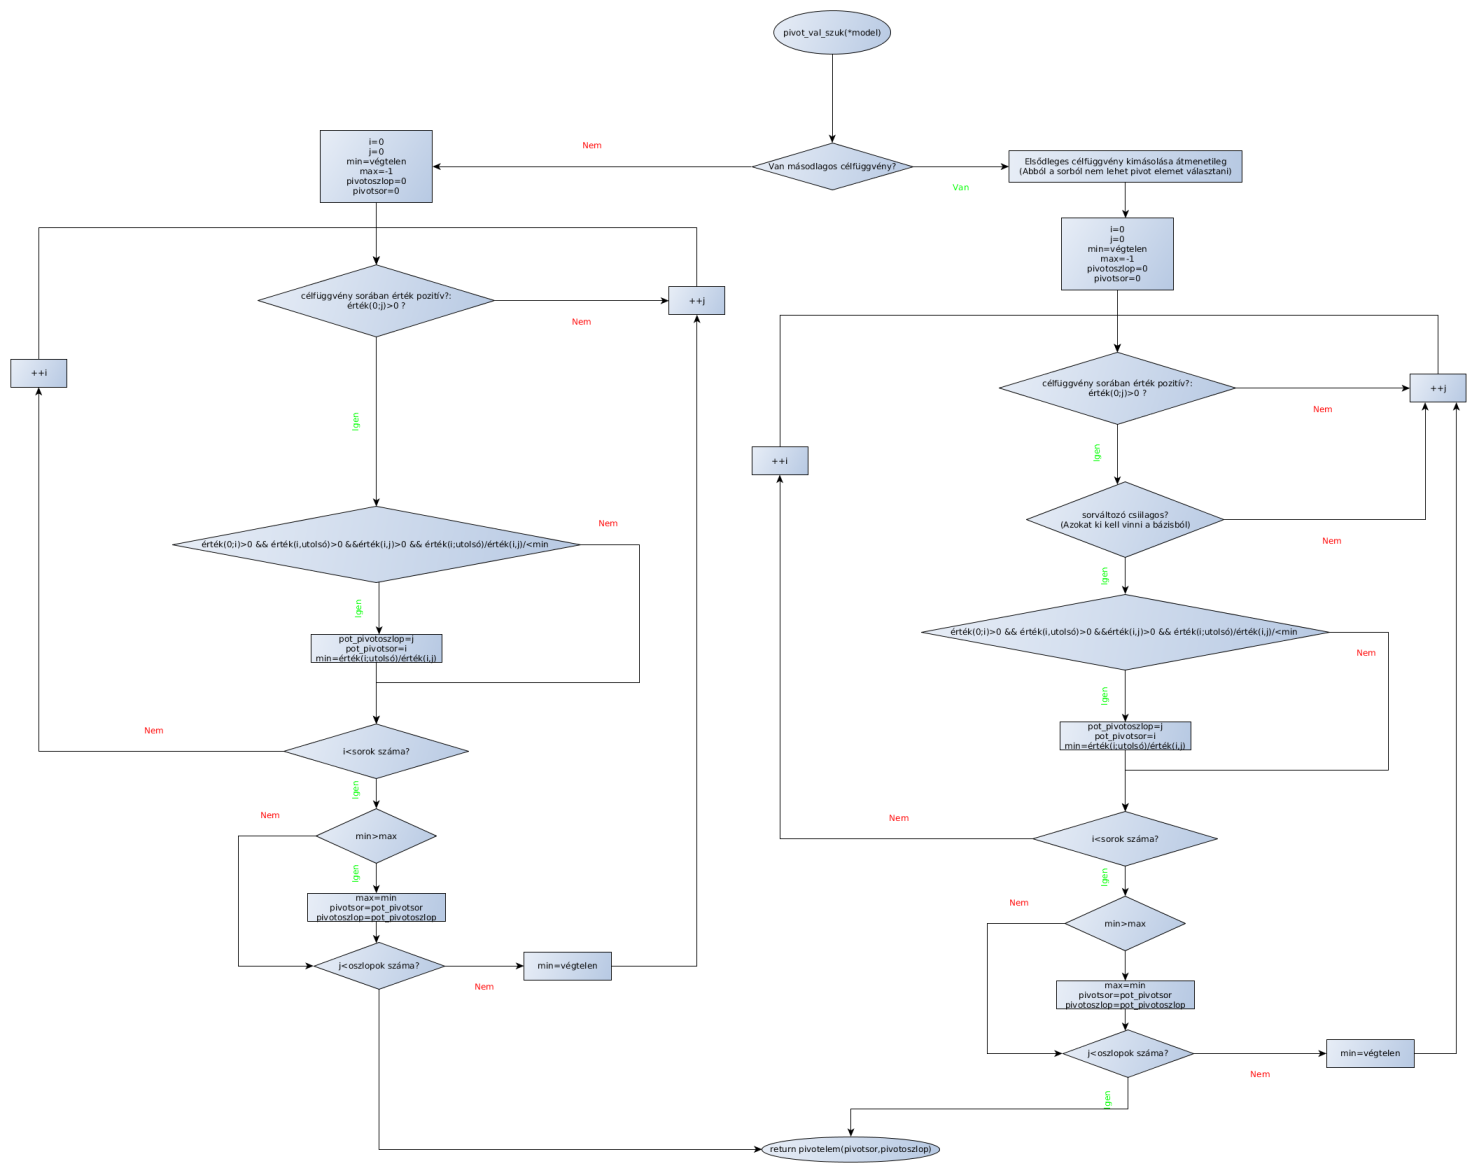 pivot_val_szuk(*model)
Van másodlagos célfüggvény?
Nem
Van
i=0
j=0
min=végtelen
max=-1
pivotoszlop=0
pivotsor=0
célfüggvény sorában érték pozitív?:
érték(0;j)>0 ?
Nem
++j
++i
Igen
érték(0;i)>0 && érték(i,utolsó)>0 &&érték(i,j)>0 && érték(i;utolsó)/érték(i,j)/<min
Nem
Igen
pot_pivotoszlop=j
pot_pivotsor=i
min=érték(i;utolsó)/érték(i,j)
i<sorok száma?
Nem
Igen
min>max
Nem
Igen
max=min
pivotsor=pot_pivotsor
pivotoszlop=pot_pivotoszlop
j<oszlopok száma?
Nem
min=végtelen
Elsődleges célfüggvény kimásolása átmenetileg
(Abból a sorból nem lehet pivot elemet választani)
i=0
j=0
min=végtelen
max=-1
pivotoszlop=0
pivotsor=0
célfüggvény sorában érték pozitív?:
érték(0;j)>0 ?
Nem
++j
++i
Igen
sorváltozó csiilagos?
(Azokat ki kell vinni a bázisból)
Nem
Igen
érték(0;i)>0 && érték(i,utolsó)>0 &&érték(i,j)>0 && érték(i;utolsó)/érték(i,j)/<min
Nem
Igen
pot_pivotoszlop=j
pot_pivotsor=i
min=érték(i;utolsó)/érték(i,j)
i<sorok száma?
Nem
Igen
min>max
Nem
max=min
pivotsor=pot_pivotsor
pivotoszlop=pot_pivotoszlop
j<oszlopok száma?
Nem
min=végtelen
Igen
return pivotelem(pivotsor,pivotoszlop)